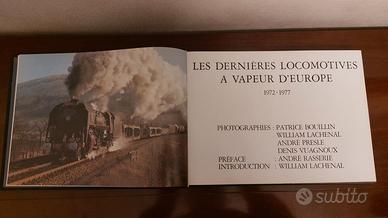 LES DERNIÈRES LOCOMOTIVES
A VAPEUR D'EUROPE
1972-1977
PHOTOGRAPHIES : PATRICE BOUILLIN
WILLIAM LACHENAL
ANDRÉ PRESLE
DENIS VUAGNOUX
PRÉFACE : ANDRÉ RASSERIE
INTRODUCTION : WILLIAM LACHENAL
subito